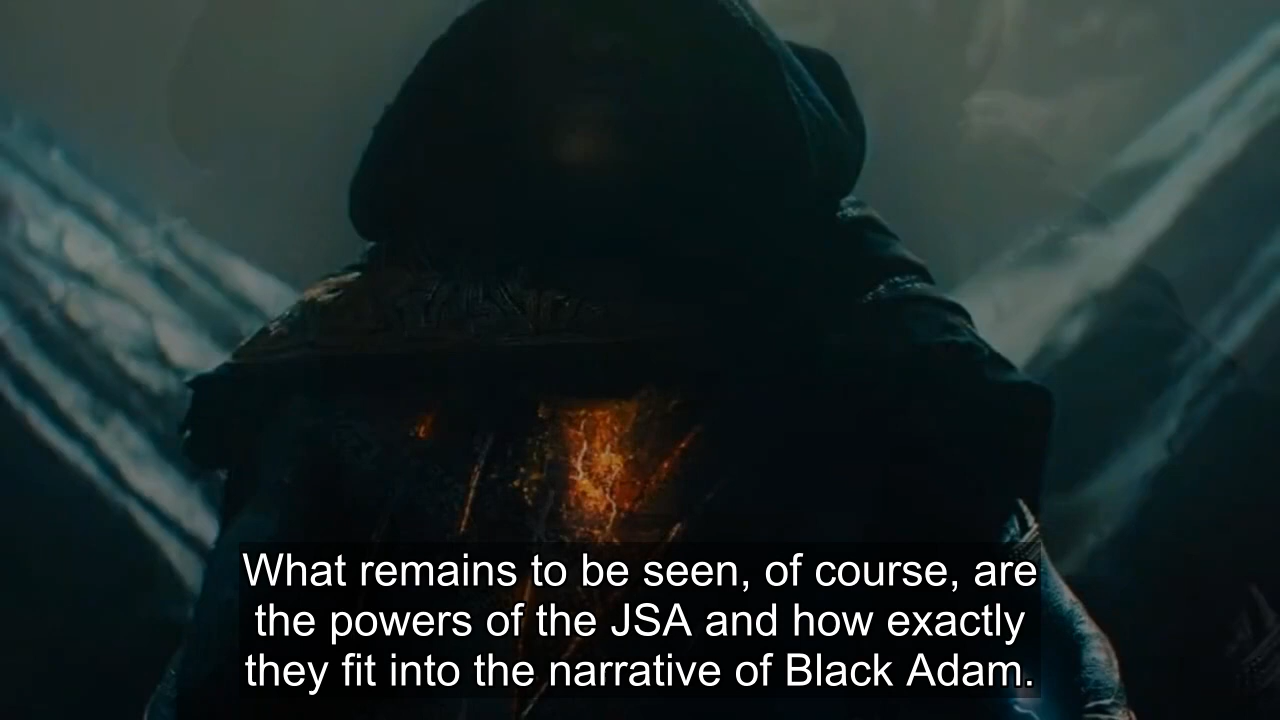 What remains to be seen, of course, are
the powers of the JSA and how exactly
they fit into the narrative of Black Adam.